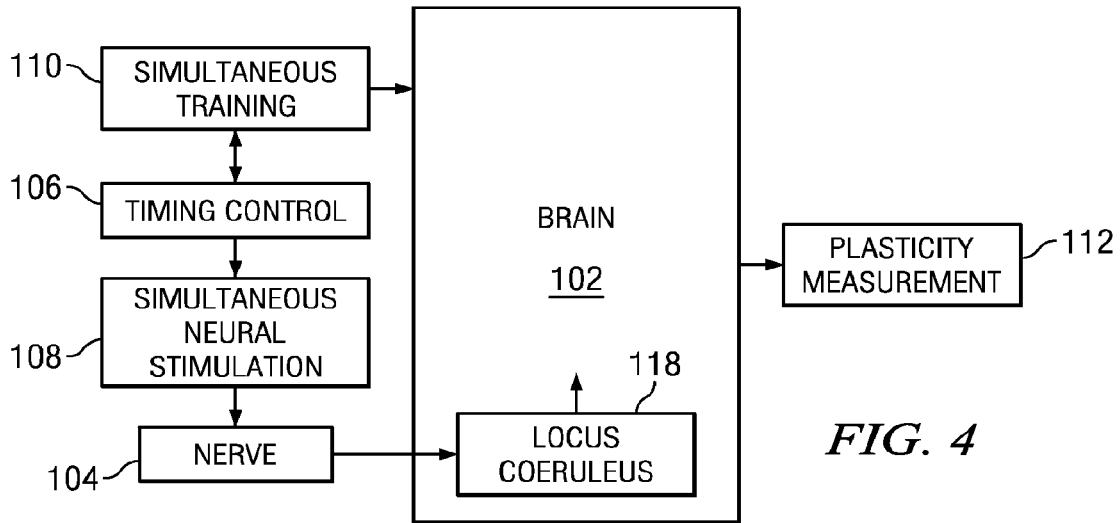 110
SIMULTANEOUS
TRAINING
106
TIMING CONTROL
108
SIMULTANEOUS
NEURAL
STIMULATION
104
NERVE
BRAIN
102
118
LOCUS
COERULEUS
PLASTICITY
MEASUREMENT
112
FIG. 4